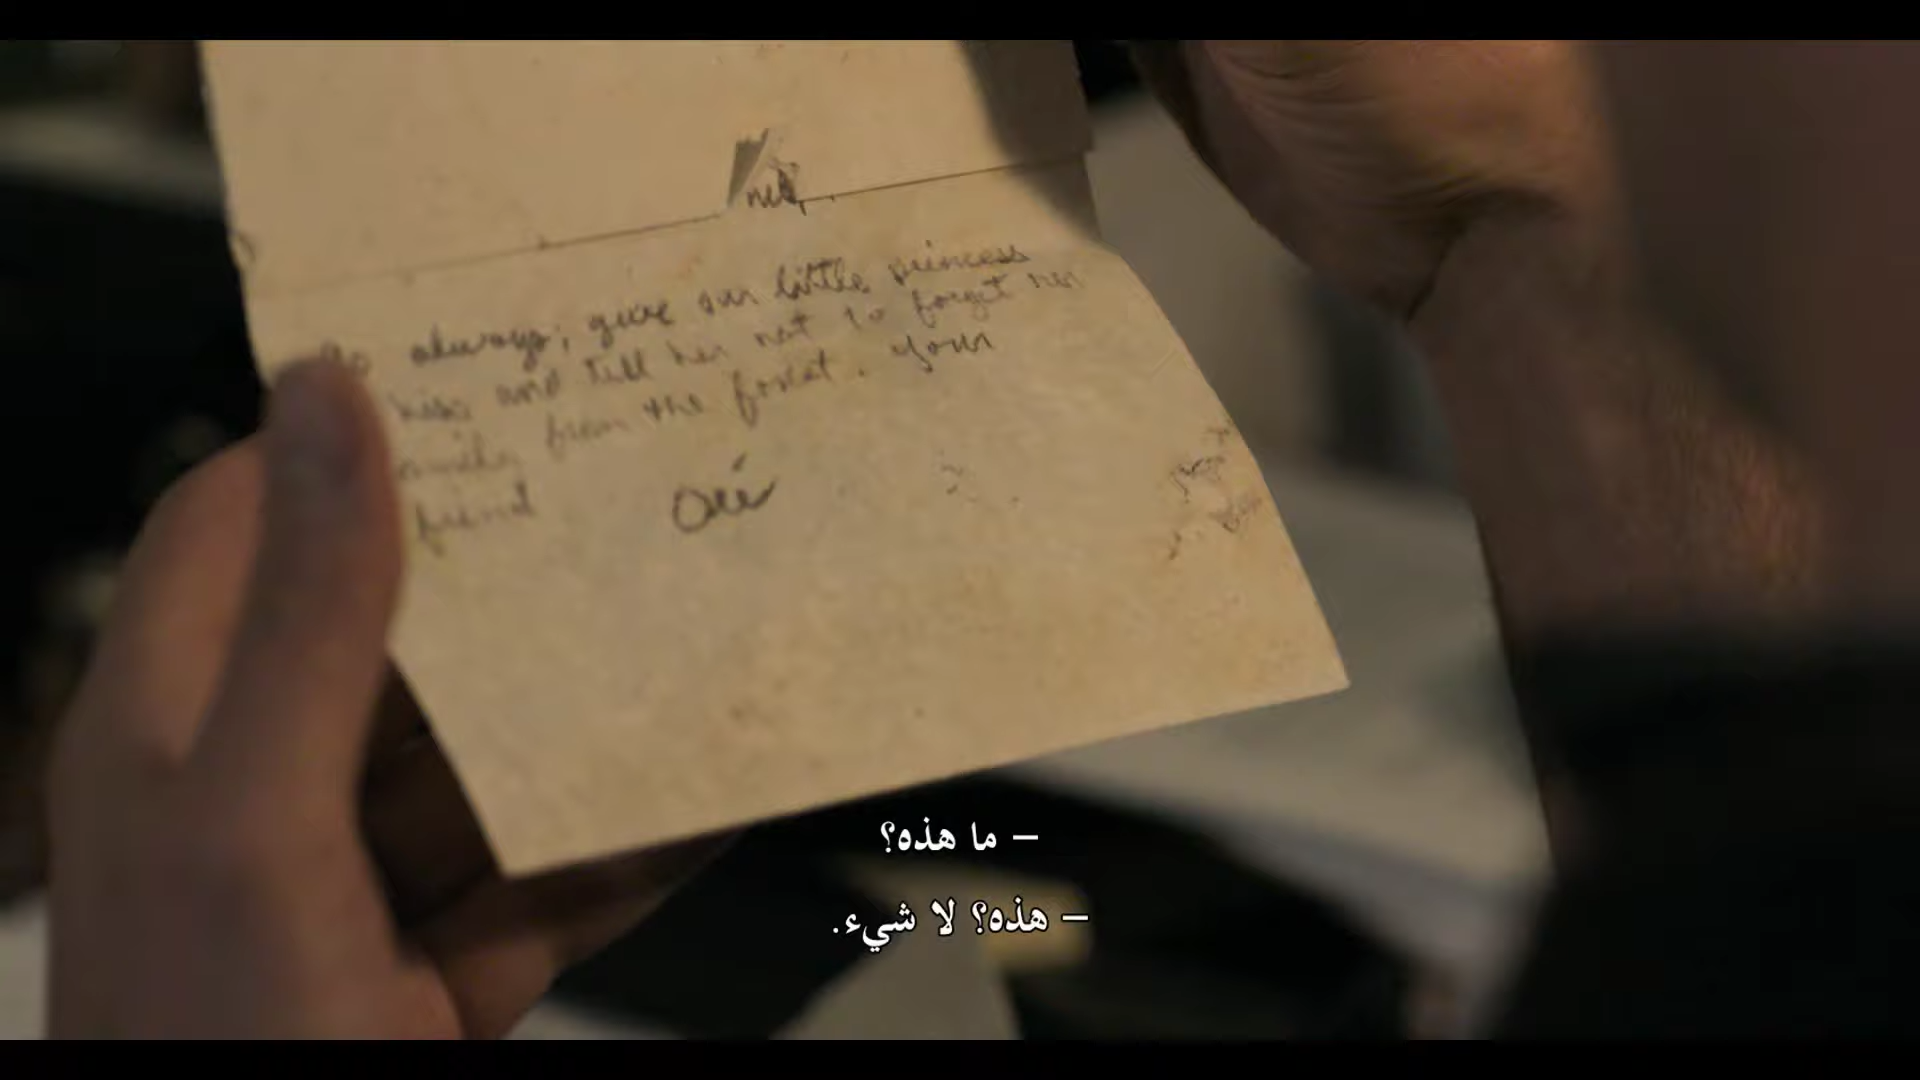 always, give our little princess
kiss and tell her not to forget her
from the forest. Your
friend
– ما هذه؟
– هذه؟ لا شيء.